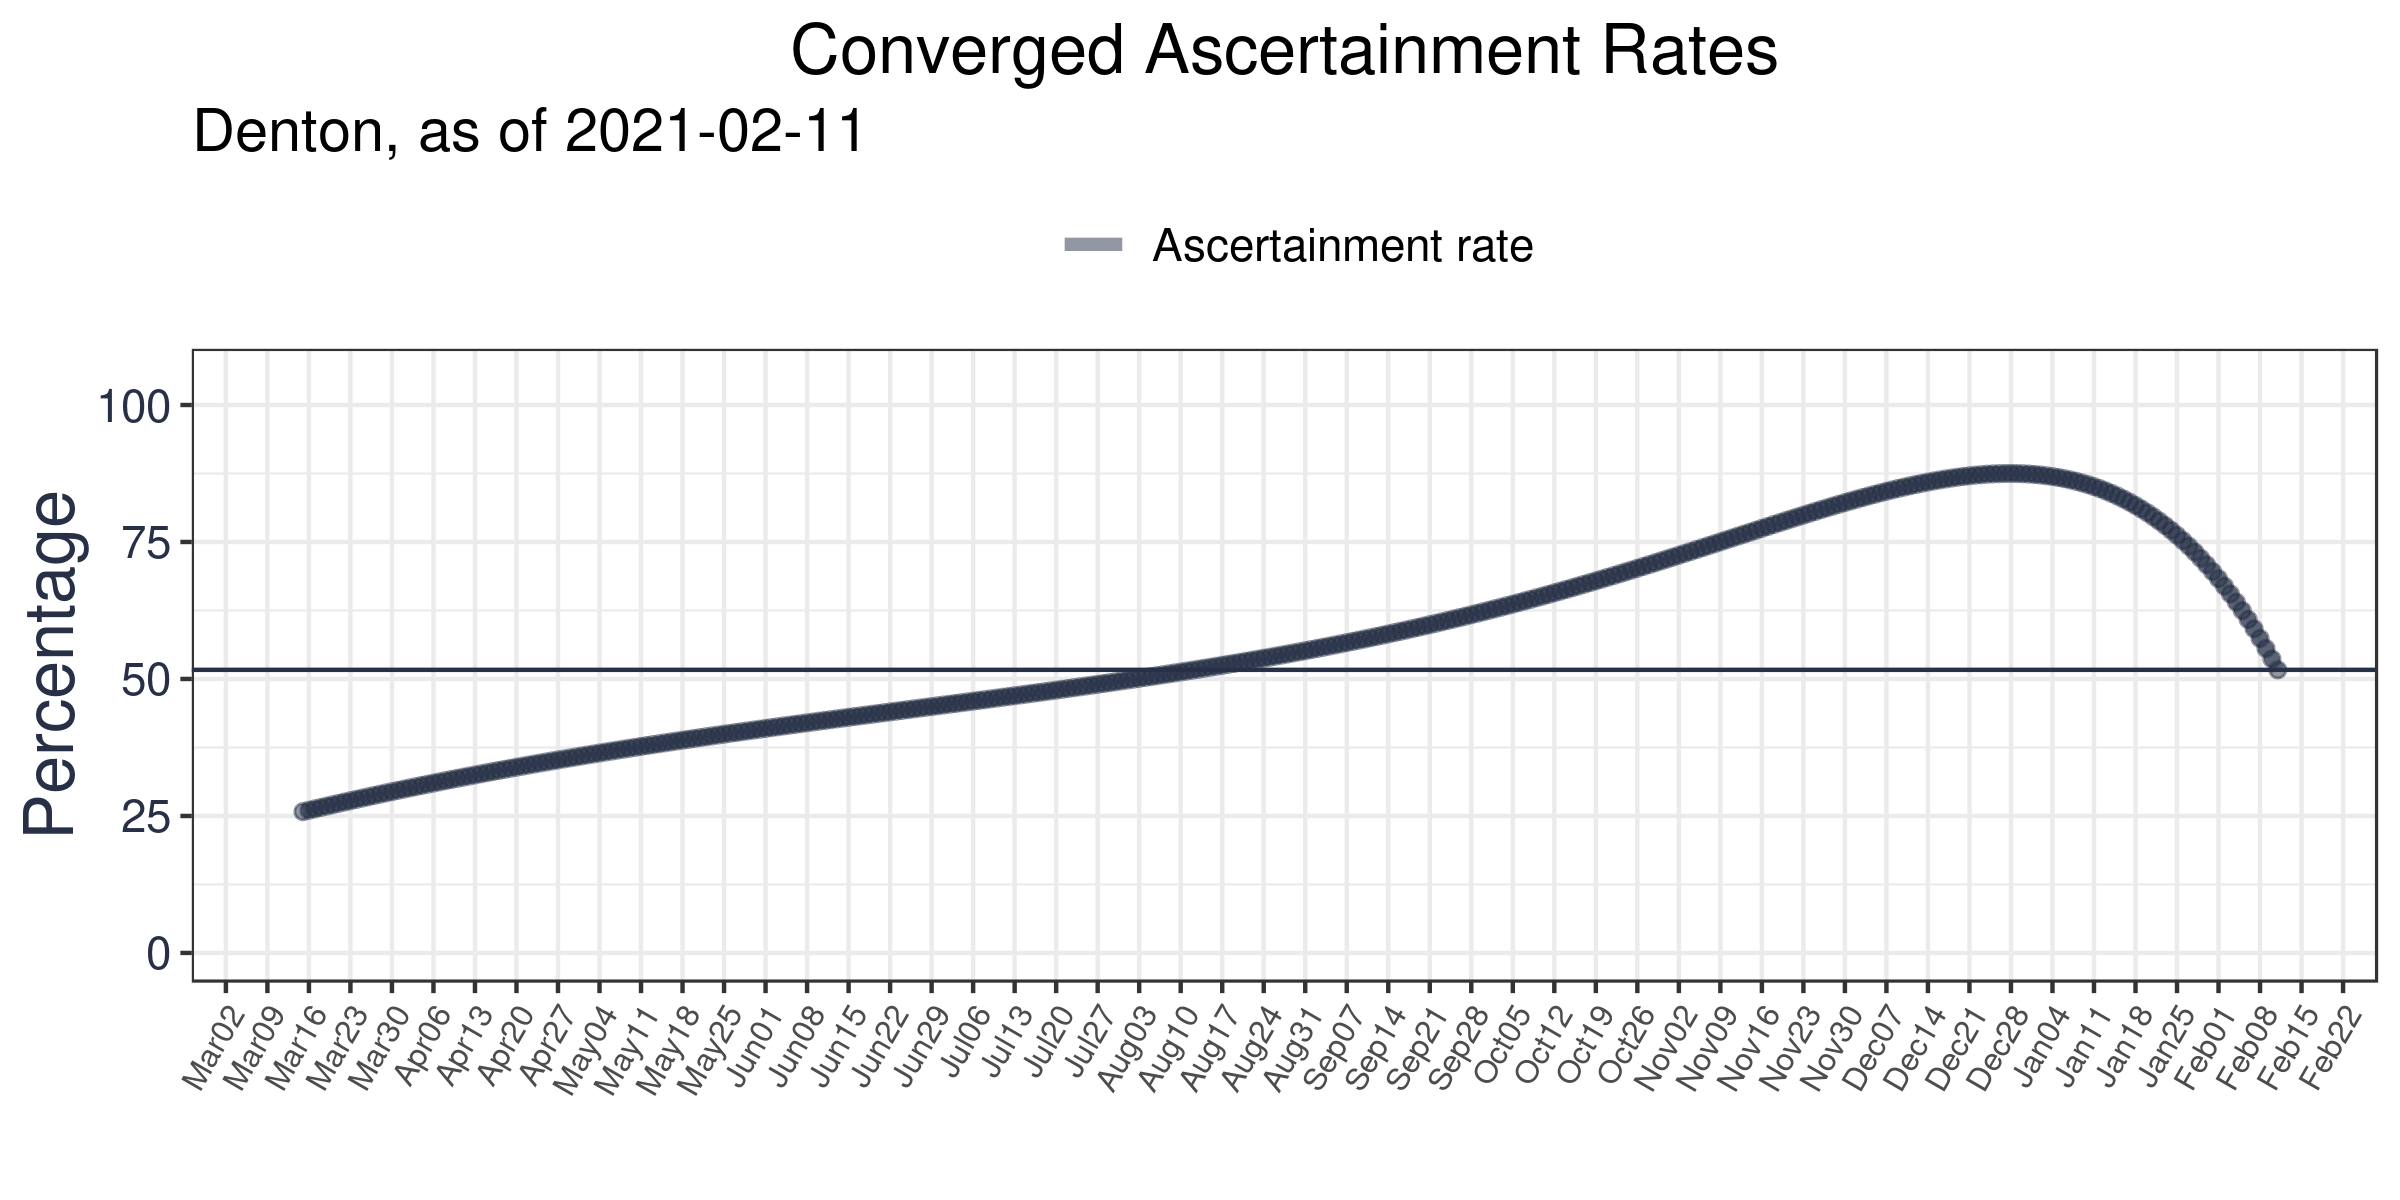 Converged Ascertainment Rates
Denton, as of 2021-02-11
Ascertainment rate
Percentage
100
75
50
25
0
Mar02 Mar09 Mar16 Mar23 Mar30 Apr06 Apr13 Apr20 Apr27 May04 May11 May18 May25 Jun01 Jun08 Jun15 Jun22 Jun29 Jul06 Jul13 Jul20 Jul27 Aug03 Aug10 Aug17 Aug24 Aug31 Sep07 Sep14 Sep21 Sep28 Oct05 Oct12 Oct19 Oct26 Nov02 Nov09 Nov16 Nov23 Nov30 Dec07 Dec14 Dec21 Dec28 Jan04 Jan11 Jan18 Jan25 Feb01 Feb08 Feb15 Feb22